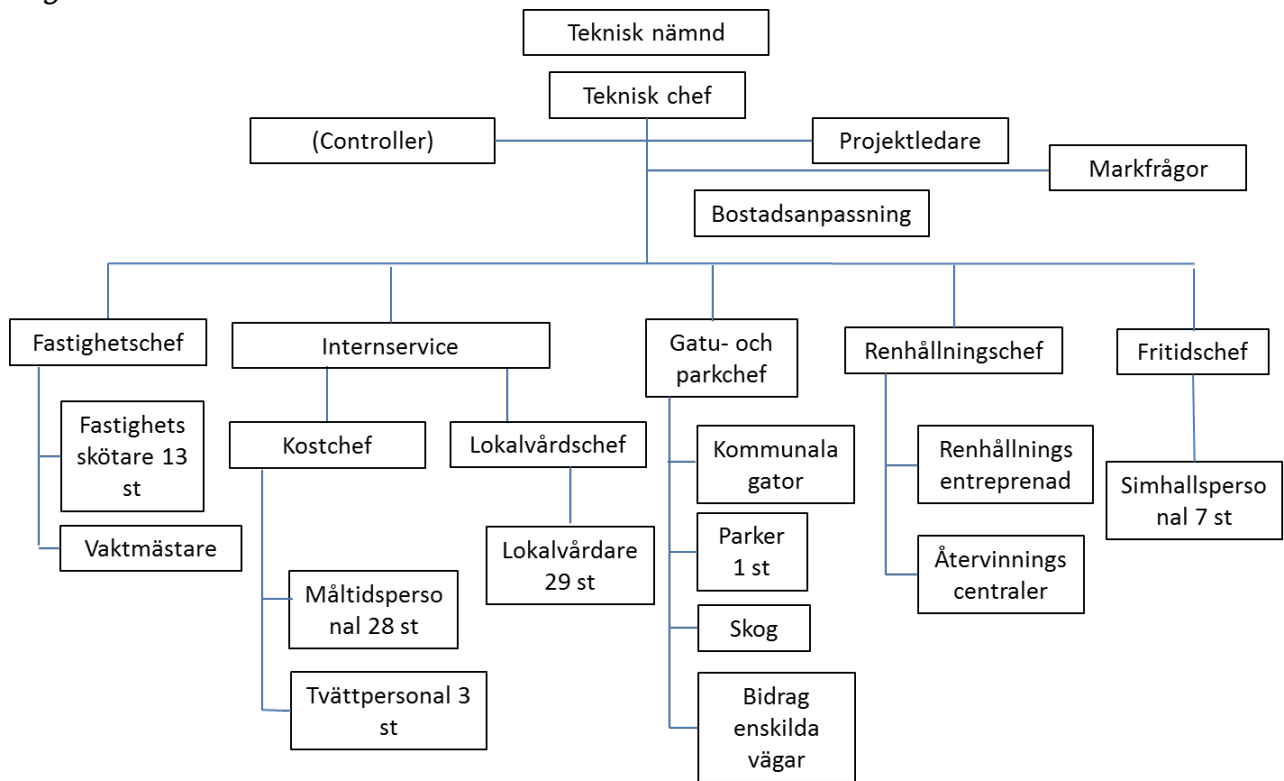 Teknisk nämnd
Teknisk chef
(Controller)
Projektledare
Markfrågor
Bostadsanpassning
Fastighetschef
Internservice
Gatu- och
parkchef
Renhållningschef
Fritidschef
Fastighets
skötare 13
st
Vaktmästare
Kostchef
Måltidsperso
nal 28 st
Tvättpersonal 3
st
Lokalvårdschef
Lokalvårdare
29 st
Kommunala
gator
Parker
1 st
Skog
Bidrag
enskilda
vägar
Renhållnings
entreprenad
Återvinnings
centraler
Simhallsperso
nal 7 st